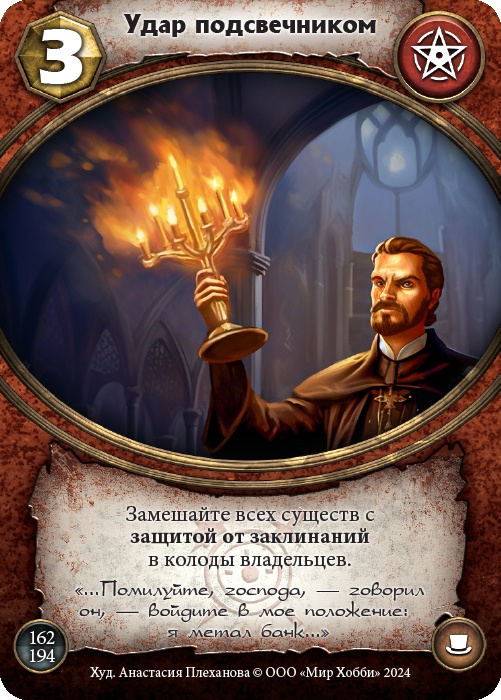 3
Удар подсвечником
Замешайте всех существ с
защитой от заклинаний
в колоды владельцев.
«...Помилуйте, господа, — говорил
он, — войдите в мое положение:
я метал банк...»
162
194
Худ. Анастасия Плеханова © ООО «Мир Хобби» 2024